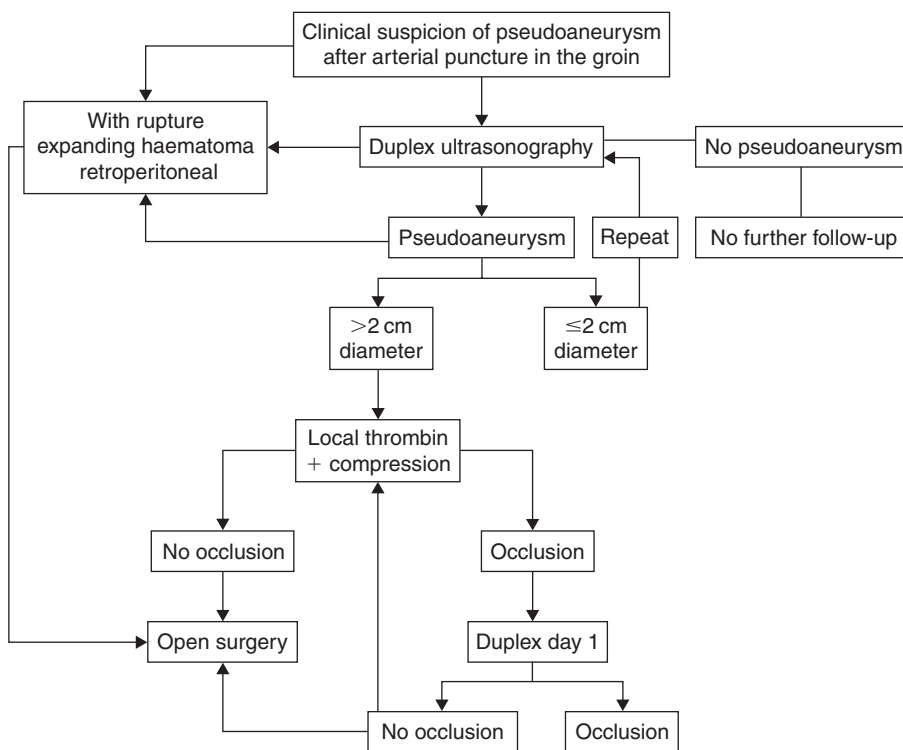 Clinical suspicion of pseudoaneurysm
after arterial puncture in the groin
With rupture
expanding haematoma
retroperitoneal
Duplex ultrasonography
No pseudoaneurysm
Pseudoaneurysm
Repeat
No further follow-up
>2 cm
diameter
≤2 cm
diameter
Local thrombin
+ compression
No occlusion
Occlusion
Open surgery
Duplex day 1
No occlusion
Occlusion